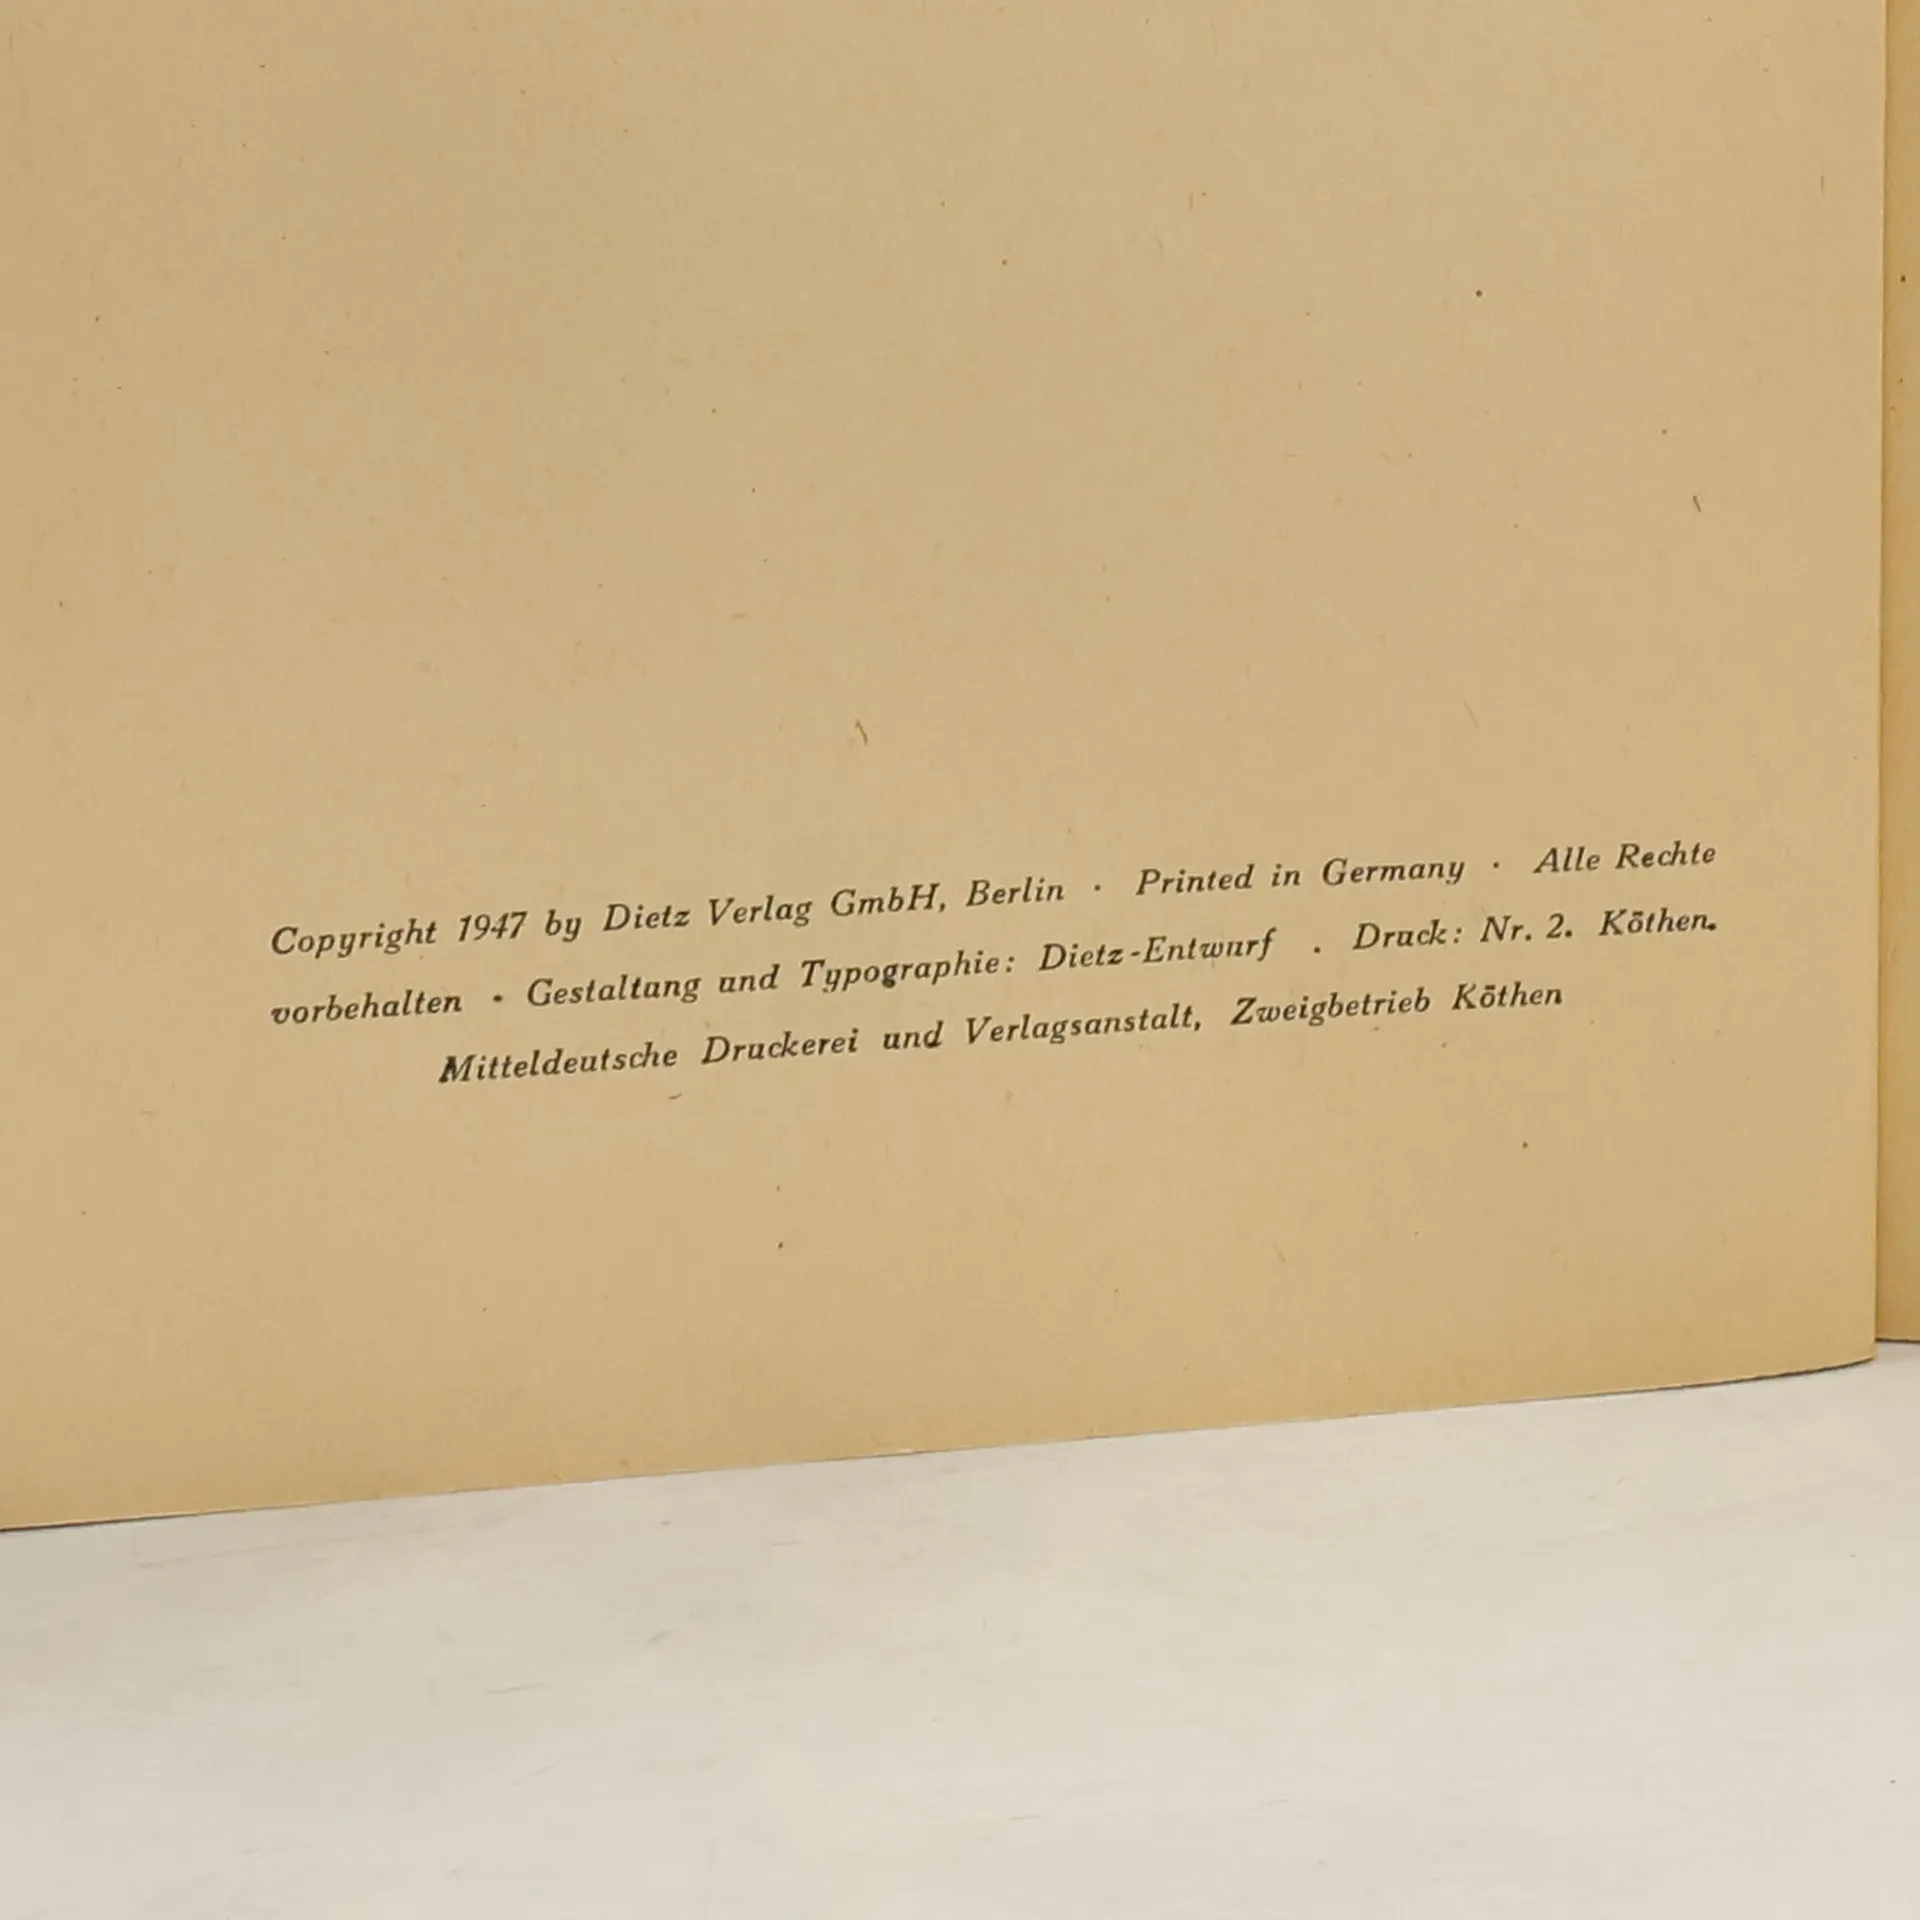 Copyright 1947 by Dietz Verlag GmbH, Berlin · Printed in Germany · Alle Rechte
vorbehalten · Gestaltung und Typographie: Dietz-Entwurf . Druck: Nr. 2. Köthen.
Mitteldeutsche Druckerei und Verlagsanstalt, Zweigbetrieb Köthen